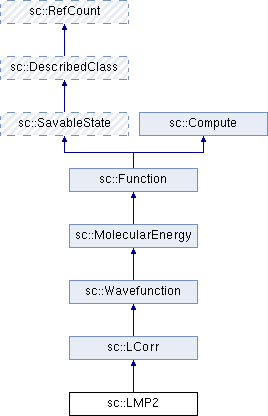 sc::RefCount
sc::DescribedClass
sc::SavableState
sc::Compute
sc::Function
sc::MolecularEnergy
sc::Wavefunction
sc::LCorr
sc::LMP2